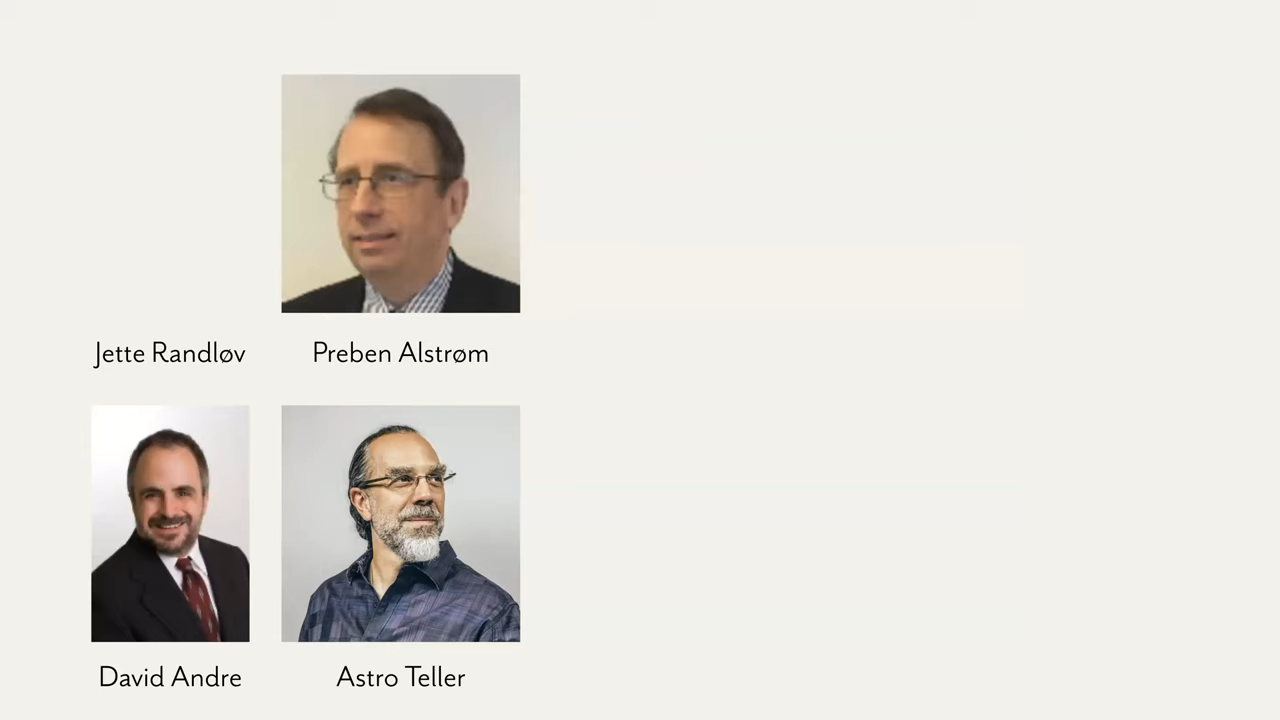 Jette Randløv
Preben Alstrøm
David Andre
Astro Teller